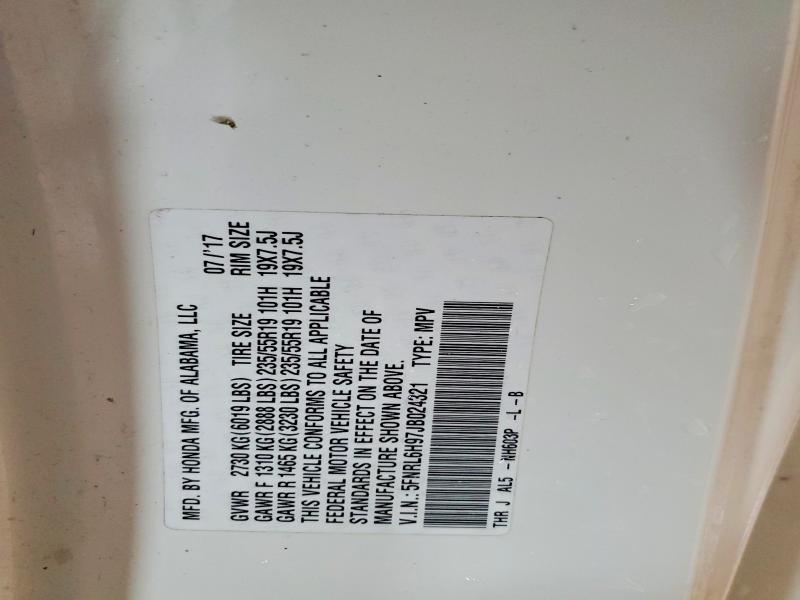 MFD. BY HONDA MFG. OF ALABAMA, LLC 07/'17
GVWR 2730 KG(6019 LBS) TIRE SIZE RIM SIZE
GAWR F 1310 KG(2888 LBS)235/55R19 101H 19X7.5J
GAWR R 1465 KG(3230 LBS)235/55R19 101H 19X7.5J
THIS VEHICLE CONFORMS TO ALL APPLICABLE
FEDERAL MOTOR VEHICLE SAFETY
STANDARDS IN EFFECT ON THE DATE OF
MANUFACTURE SHOWN ABOVE.
V.I.N.:5FNRL6H97JB024321 TYPE: MPV
THR J AL5 -NH603P -L-B